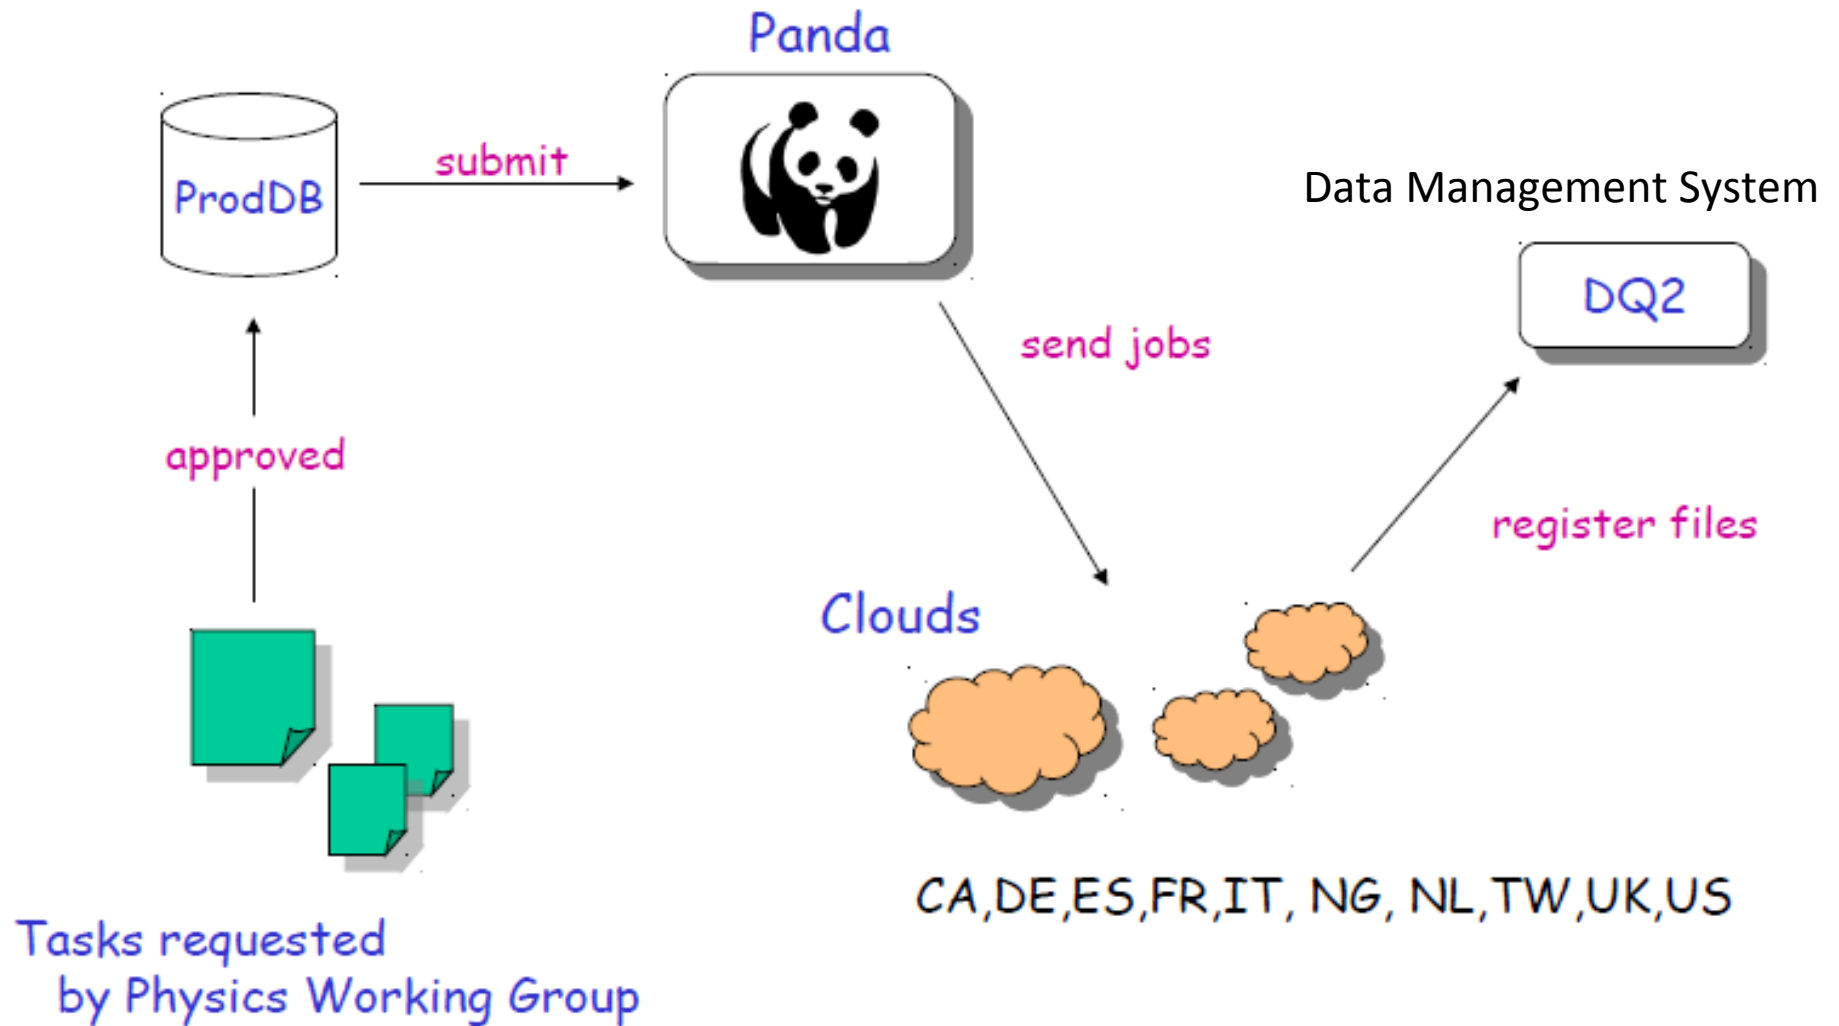 Panda
submit
ProdDB
Data Management System
DQ2
send jobs
approved
register files
Clouds
CA,DE,ES,FR,IT, NG, NL,TW,UK,US
Tasks requested
by Physics Working Group